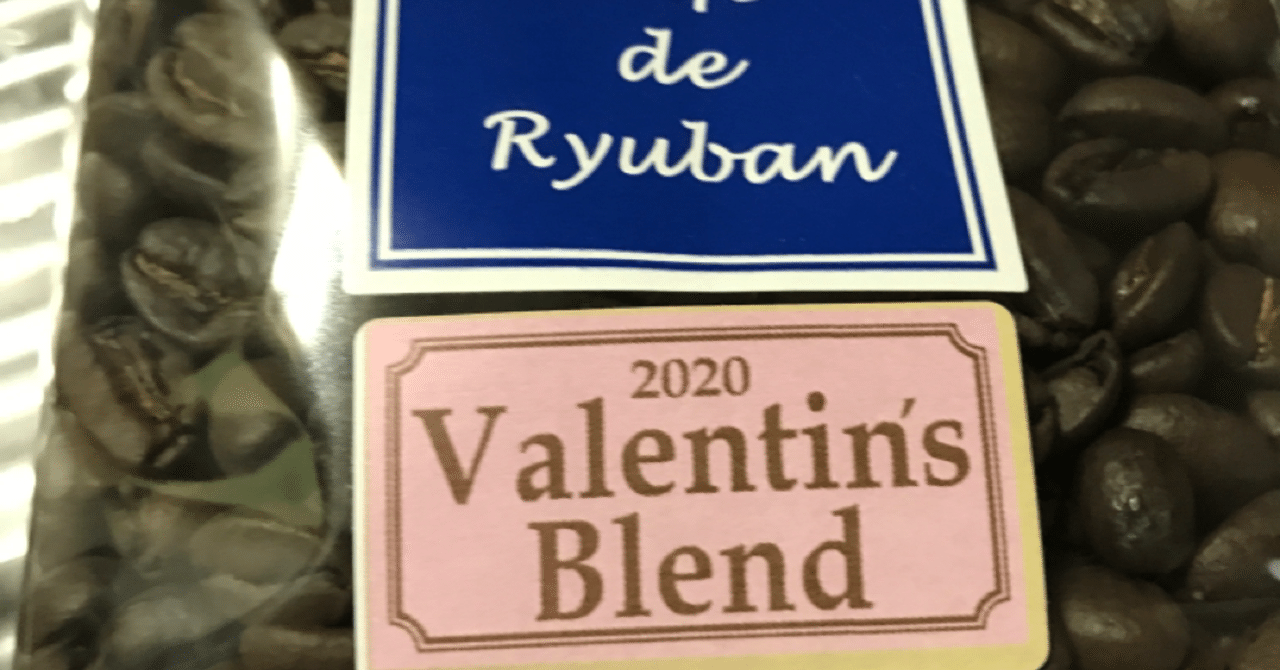 de
Ryuban
2020
Valentin's
Blend